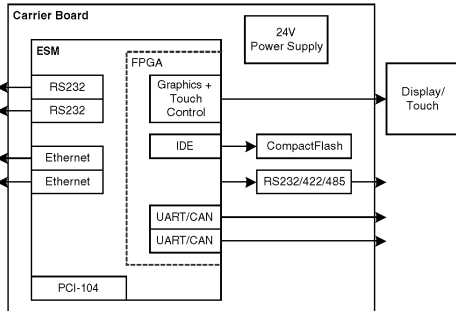 Carrier Board
24V
Power Supply
ESM
FPGA
RS232
RS232
Graphics +
Touch
Control
Display/
Touch
Ethernet
Ethernet
IDE
CompactFlash
RS232/422/485
UART/CAN
UART/CAN
PCI-104